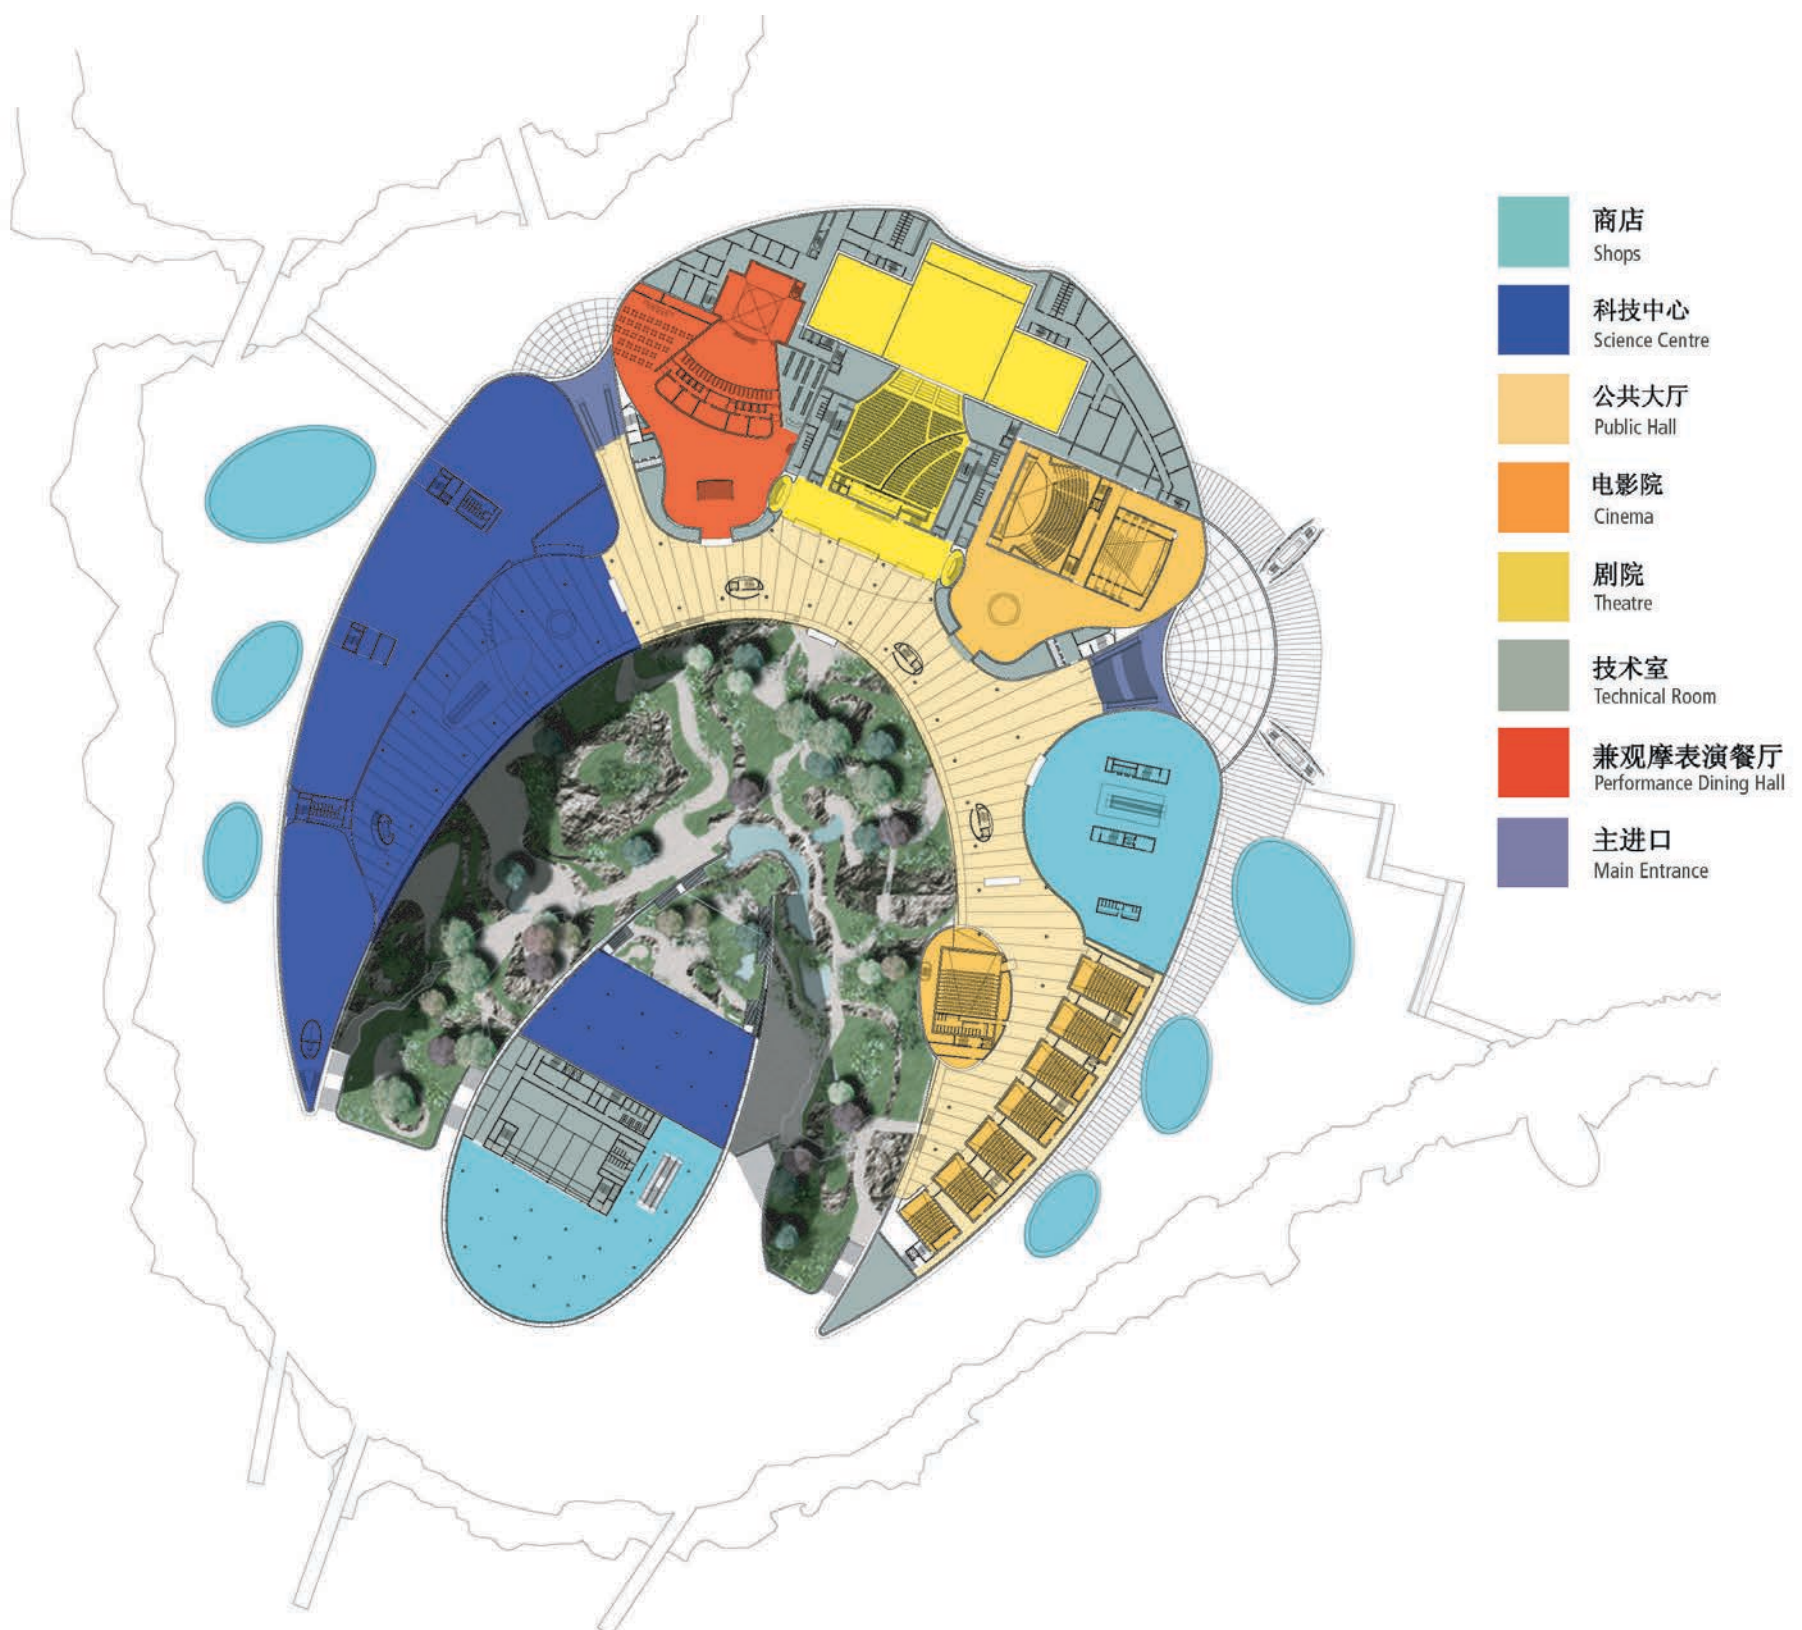 商店
Shops
科技中心
Science Centre
公共大厅
Public Hall
电影院
Cinema
剧院
Theatre
技术室
Technical Room
兼观摩表演餐厅
Performance Dining Hall
主进口
Main Entrance